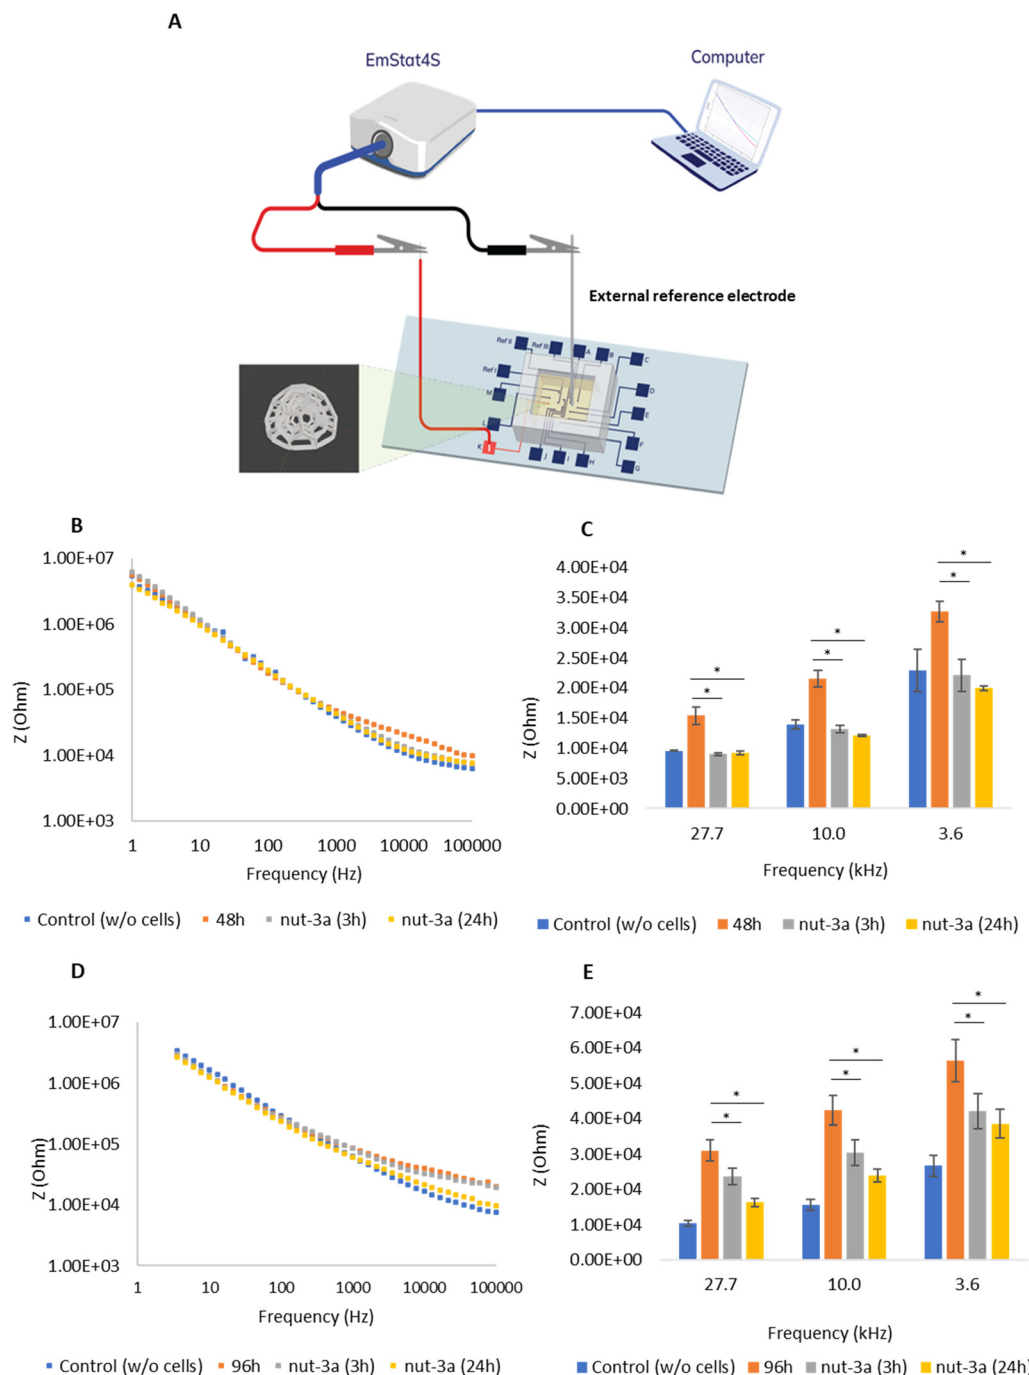 A
EmStat4S
Computer
External reference electrode
Ref II
Ref III
A
B
C
Ref I
D
M
E
L
F
K
J
I
H
G
B
1.00E+07
1.00E+06
1.00E+05
1.00E+04
1.00E+03
Z (Ohm)
1 10 100 1000 10000 100000
Frequency (Hz)
Control (w/o cells) 48h nut-3a (3h) nut-3a (24h)
C
4.00E+04
3.50E+04
3.00E+04
2.50E+04
2.00E+04
1.50E+04
1.00E+04
5.00E+03
0.00E+00
Z (Ohm)
* * * * * *
27.7 10.0 3.6
Frequency (kHz)
Control (w/o cells) 48h nut-3a (3h) nut-3a (24h)
D
1.00E+07
1.00E+06
1.00E+05
1.00E+04
1.00E+03
Z (Ohm)
1 10 100 1000 10000 100000
Frequency (Hz)
Control (w/o cells) 96h nut-3a (3h) nut-3a (24h)
E
7.00E+04
6.00E+04
5.00E+04
4.00E+04
3.00E+04
2.00E+04
1.00E+04
0.00E+00
Z (Ohm)
* * * * * *
27.7 10.0 3.6
Frequency (kHz)
Control (w/o cells) 96h nut-3a (3h) nut-3a (24h)